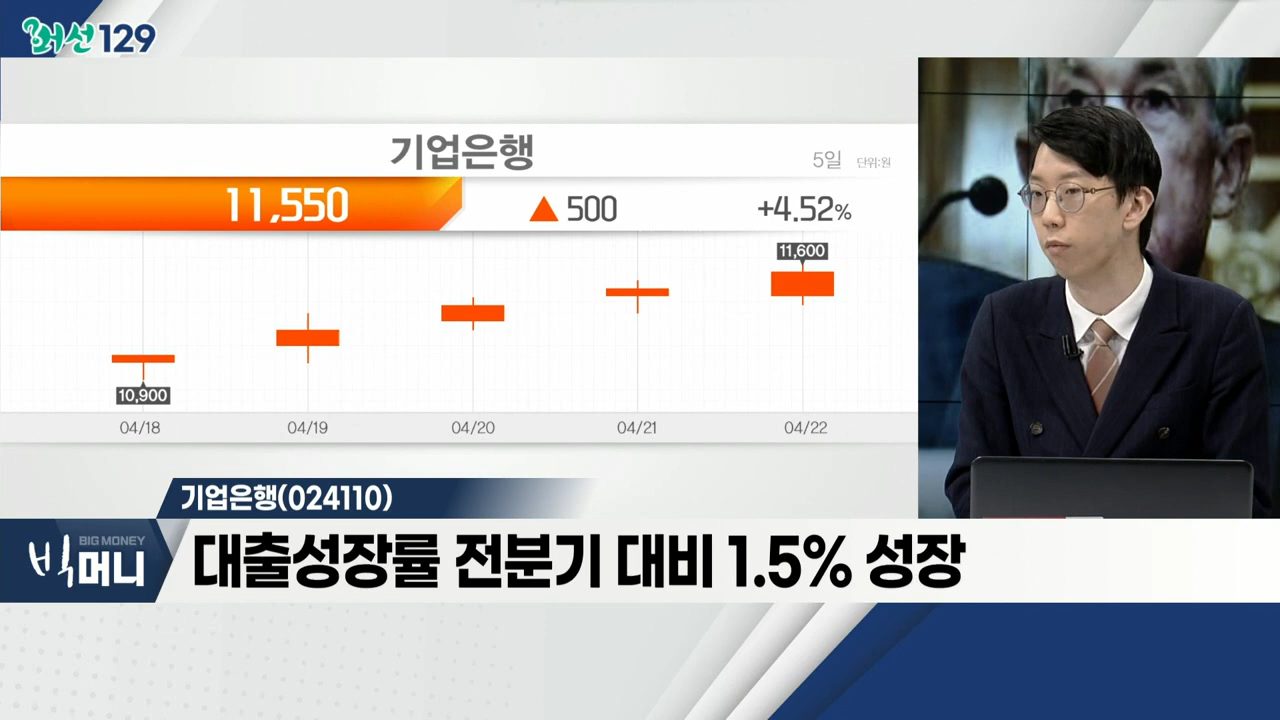 머선129
기업은행
5일 단위:원
11,550 ▲ 500 +4.52%
11,600
10,900
04/18 04/19 04/20 04/21 04/22
기업은행(024110)
BIG MONEY
빅머니
대출성장률 전분기 대비 1.5% 성장